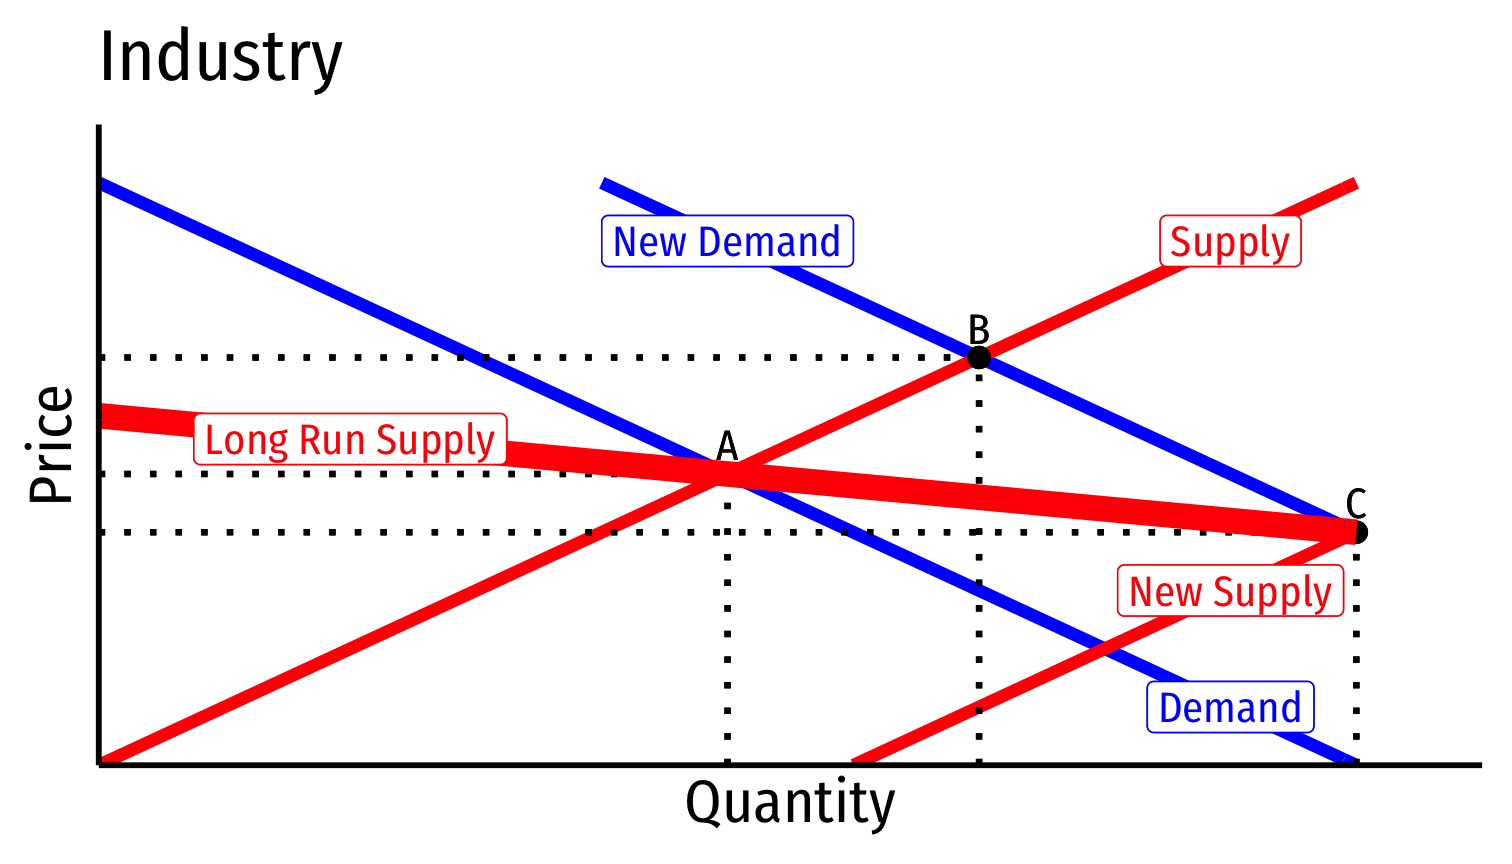 Industry
New Demand
Supply
B
Price
Long Run Supply
A
C
New Supply
Demand
Quantity